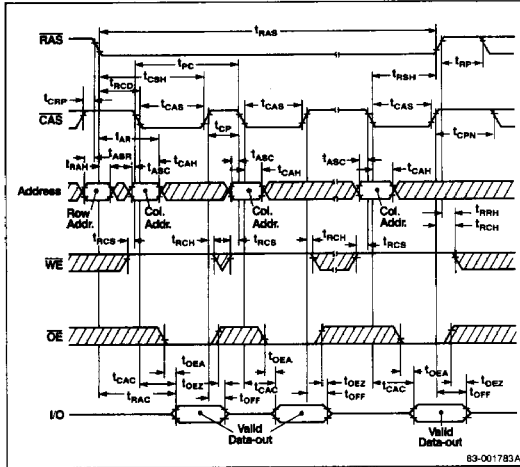 tRAS
RAS
tPC
tCSH
tRSH
tRP
tRCD
tCRP
tCAS
tCAS
tCAS
CAS
tCP
tCPN
tAR
tASR
tRAH
tASC
tCAH
tASC
tCAH
tASC
tCAH
Address
Row Addr.
Col. Addr.
Col. Addr.
Col. Addr.
tRRH
tRCH
tRCS
tRCH
tRCS
tRCH
tRCS
WE
OE
tOEA
tOEA
tOEA
tCAC
tOEZ
tCAC
tOEZ
tCAC
tOEZ
tRAC
tOFF
tOFF
tOFF
I/O
Valid Data-out
Valid Data-out
83-001783A